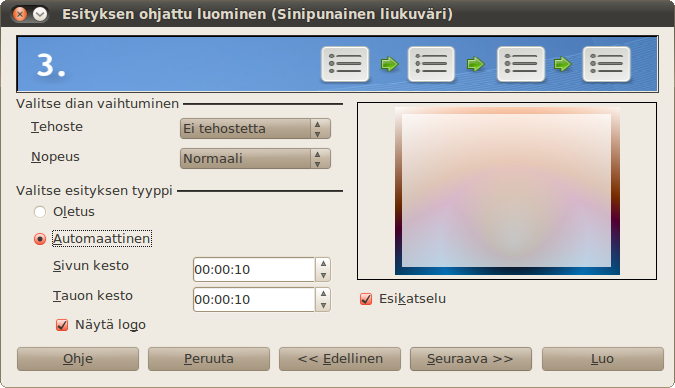 Esityksen ohjattu luominen (Sinipunainen liukuväri)
3.
Valitse dian vaihtuminen
Tehoste Ei tehostetta
Nopeus Normaali
Valitse esityksen tyyppi
Oletus
Automaattinen
Sivun kesto 00:00:10
Tauon kesto 00:00:10
Esikatselu
Näytä logo
Ohje Peruuta << Edellinen Seuraava >> Luo